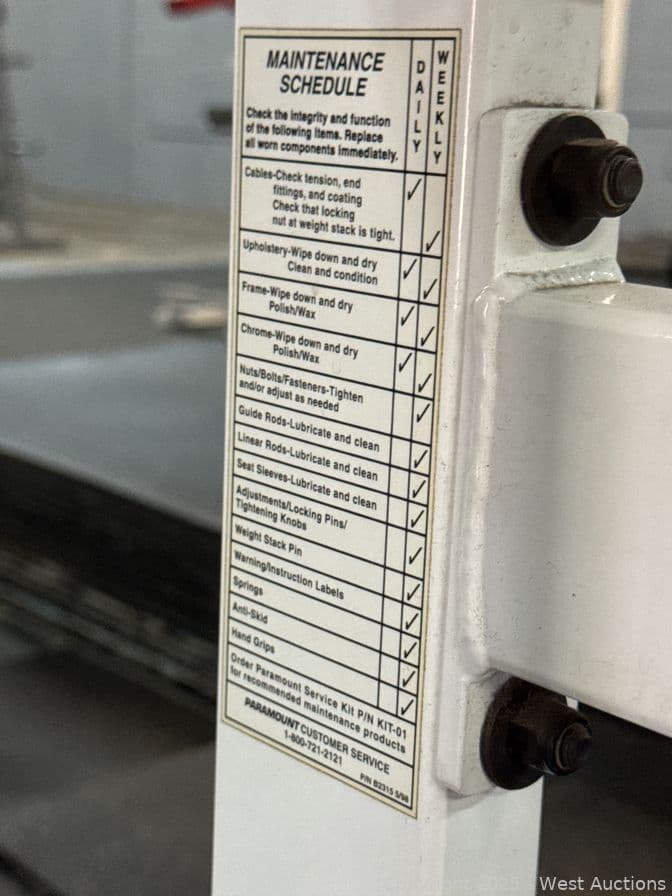 MAINTENANCE
SCHEDULE
DAILY
WEEKLY
Check the integrity and function
of the following items. Replace
all worn components immediately.
Cables-Check tension, end
fittings, and coating
Check that locking
nut at weight stack is tight.
✓
✓
Upholstery-Wipe down and dry
Clean and condition
✓
✓
Frame-Wipe down and dry
Polish/Wax
✓
✓
Chrome-Wipe down and dry
Polish/Wax
✓
✓
Nuts/Bolts/Fasteners-Tighten
and/or adjust as needed
✓
Guide Rods-Lubricate and clean
✓
Linear Rods-Lubricate and clean
✓
Seat Sleeves-Lubricate and clean
✓
Adjustments/Locking Pins/
Tightening Knobs
✓
Weight Stack Pin
✓
Warning/Instruction Labels
✓
Springs
✓
Anti-Skid
✓
Hand Grips
✓
Order Paramount Service Kit P/N KIT-01
for recommended maintenance products
PARAMOUNT CUSTOMER SERVICE
1-800-721-2121
P/N B2315 5/98
West Auctions